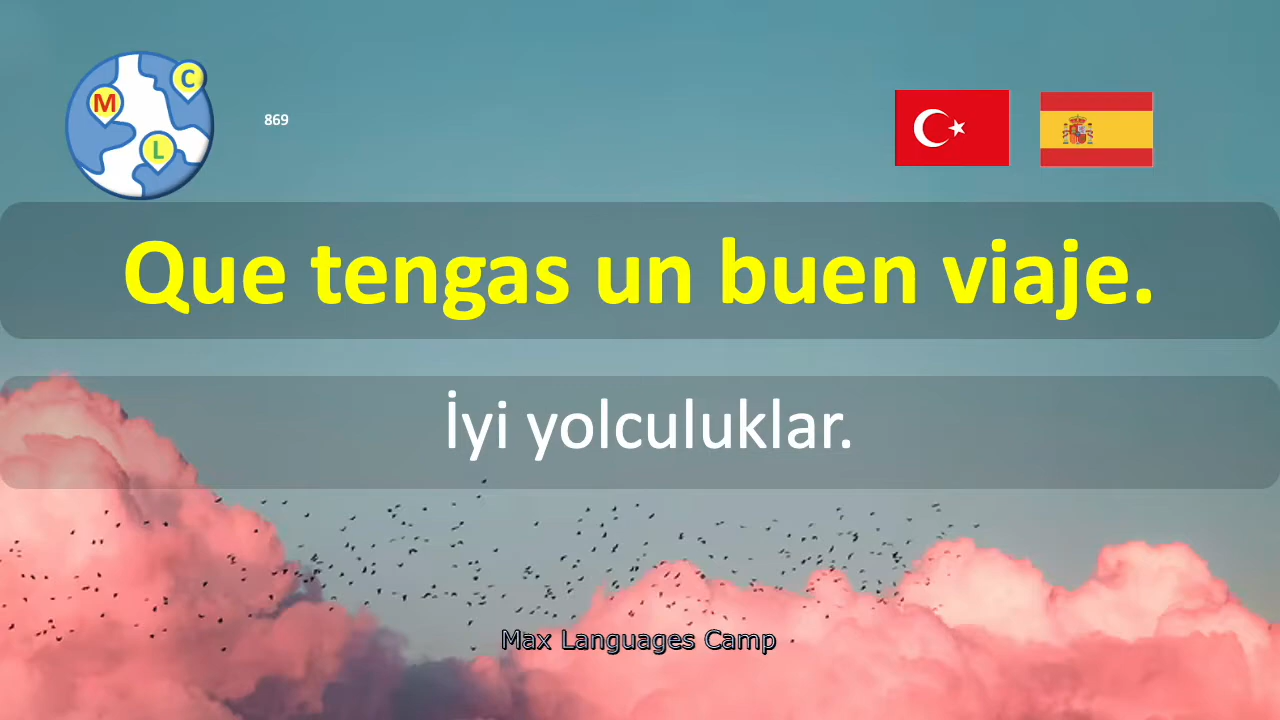 C
M
L
869
Que tengas un buen viaje.
İyi yolculuklar.
Max Languages Camp